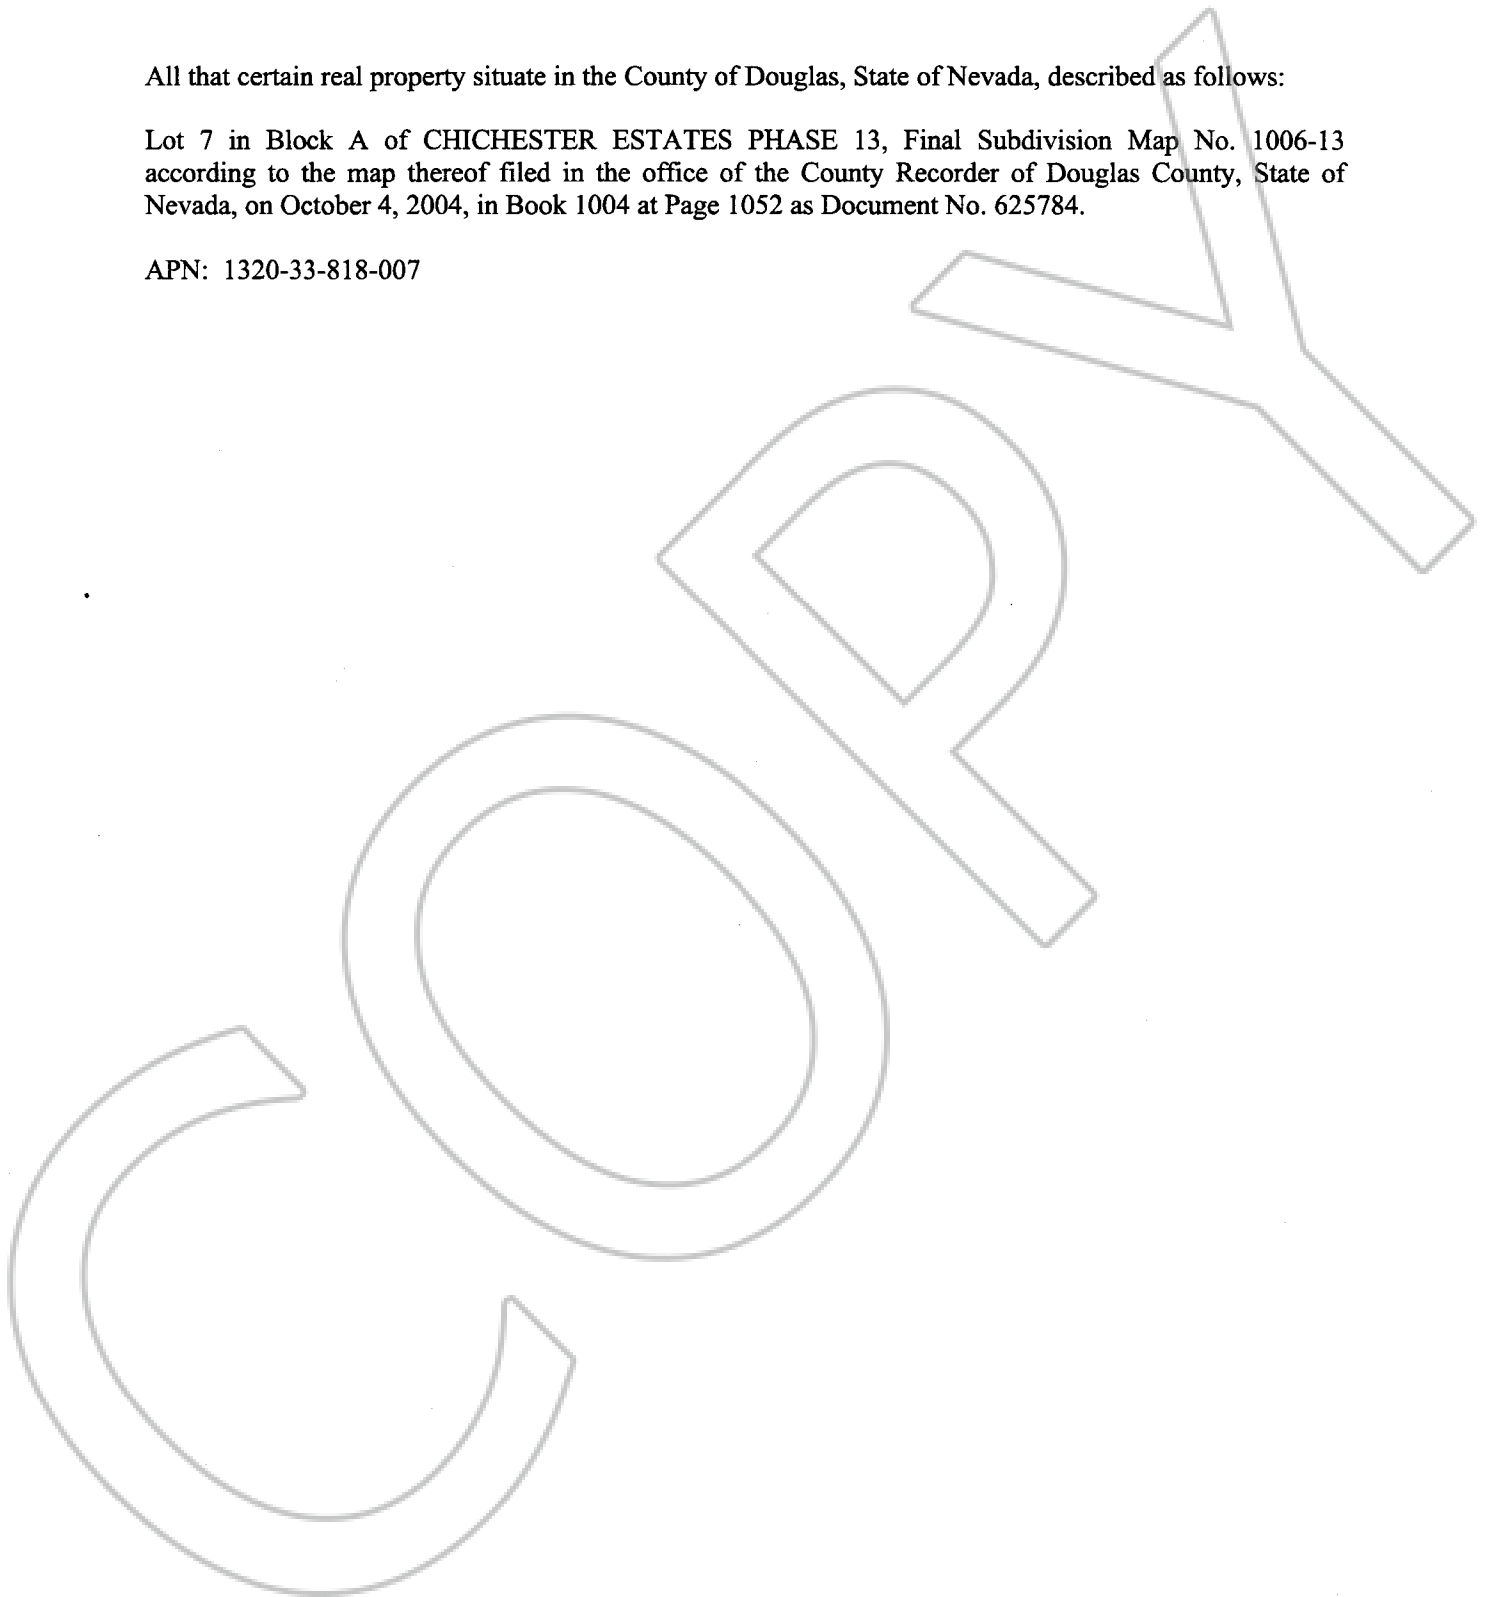 All that certain real property situate in the County of Douglas, State of Nevada, described as follows:
Lot 7 in Block A of CHICHESTER ESTATES PHASE 13, Final Subdivision Map No. 1006-13
according to the map thereof filed in the office of the County Recorder of Douglas County, State of
Nevada, on October 4, 2004, in Book 1004 at Page 1052 as Document No. 625784.
APN: 1320-33-818-007
COPY